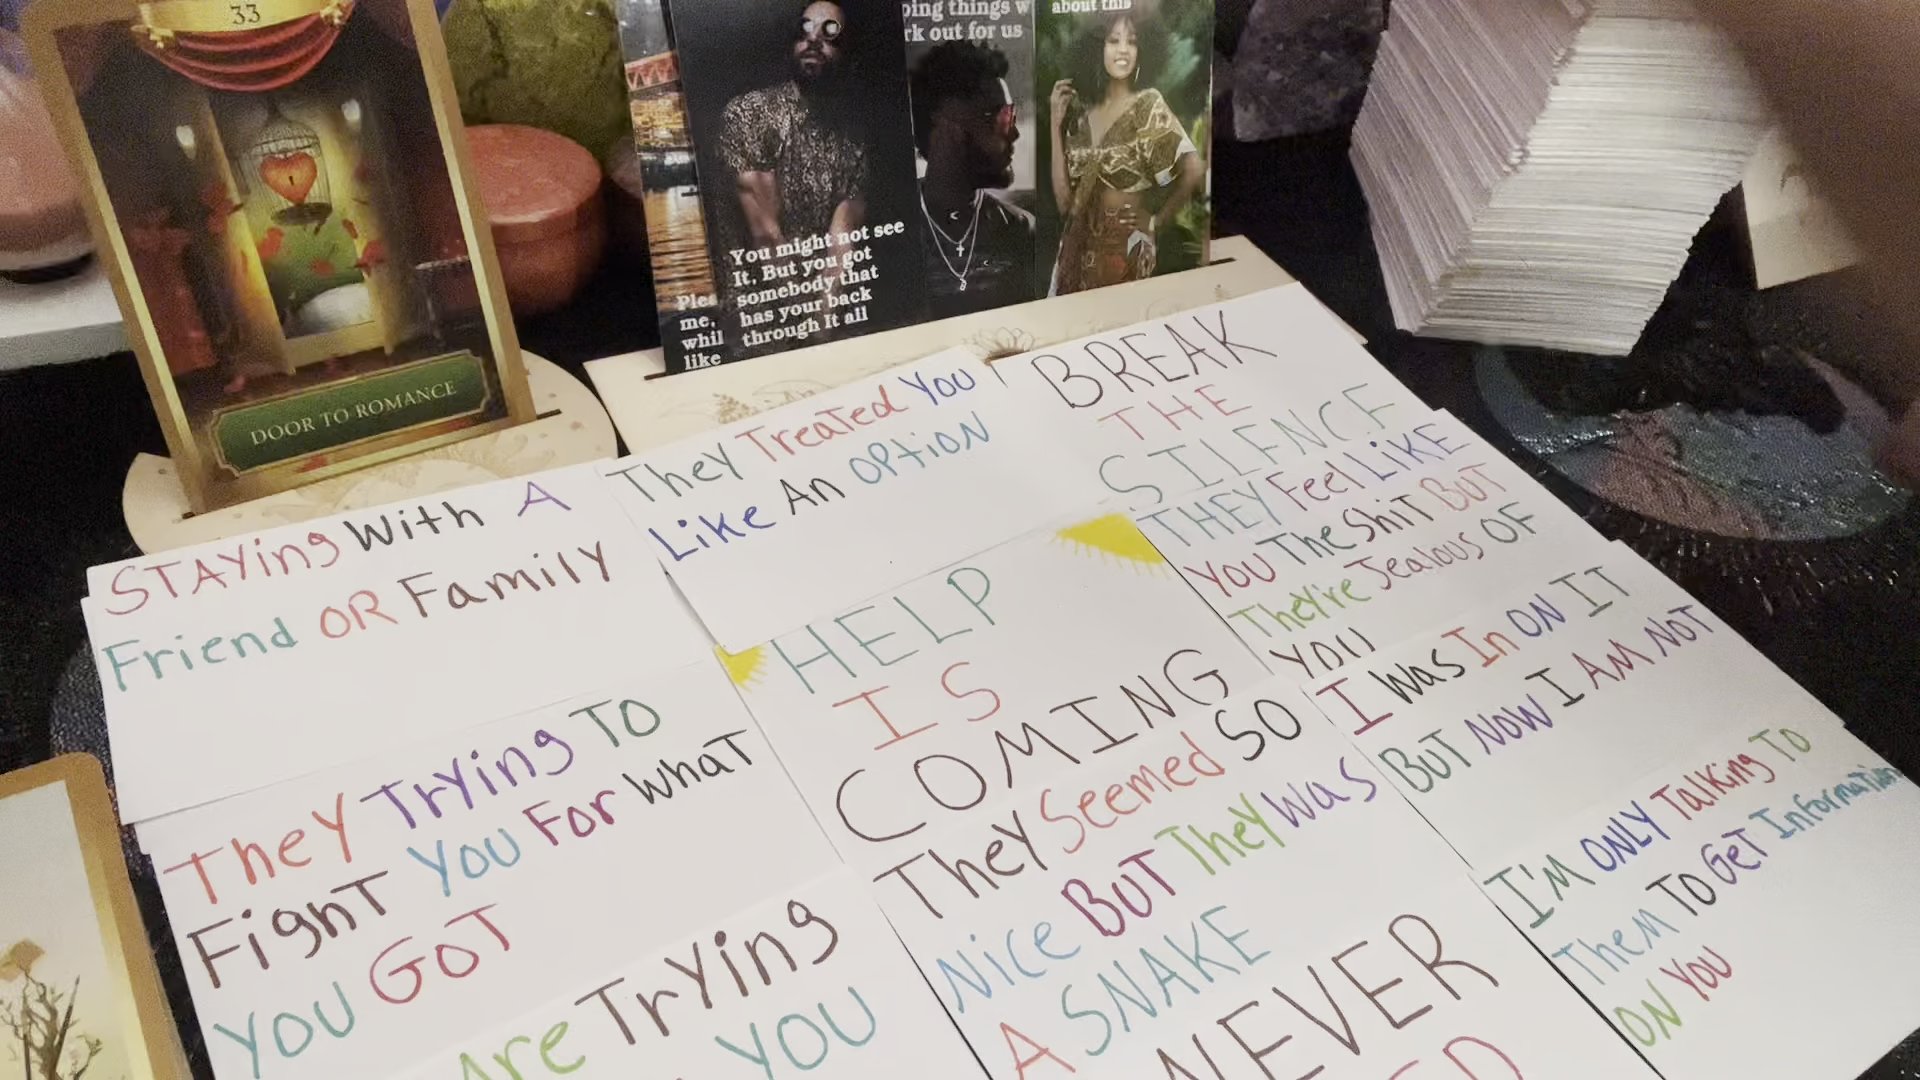 33
DOOR TO ROMANCE
You might not see
It. But you got
somebody that
has your back
through It all
me,
like
ping things w
rk out for us
about this
STAYing With A
Friend OR Family
They Treated You
Like An OPtiON
BREAK
THE
SILENCE
THEY Feel LIKE
YOU The Shit BUT
They're Jealous OF
YOU
HELP
IS
COMING
They TrYing TO
FighT YOU For whaT
YOU GOT
They Seemed SO
Nice BUT They Was
A SNAKE
I Was In ON IT
BUT NOW I AM NOT
I'M ONLY Talking To
Them TO GeT Information
ON YOU
Are TrYing
YOU
NEVER